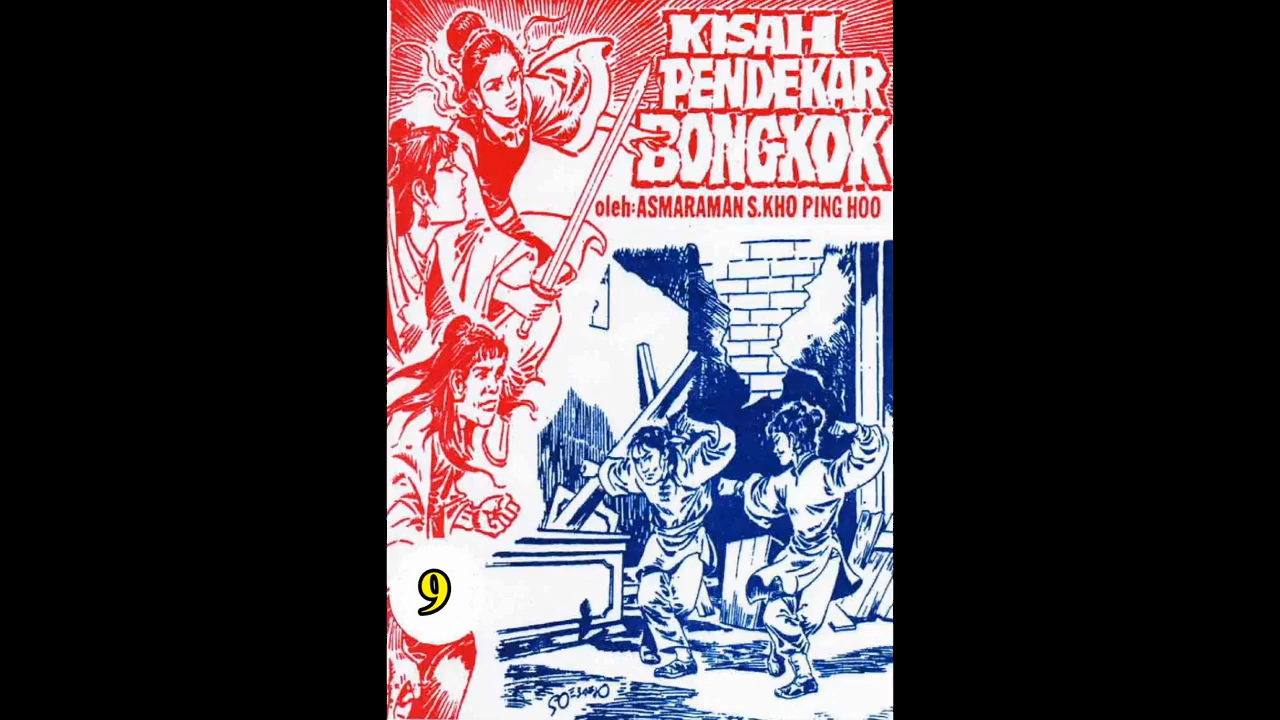 KISAH
PENDEKAR
BONGKOK
oleh: ASMARAMAN S. KHO PING HOO
9